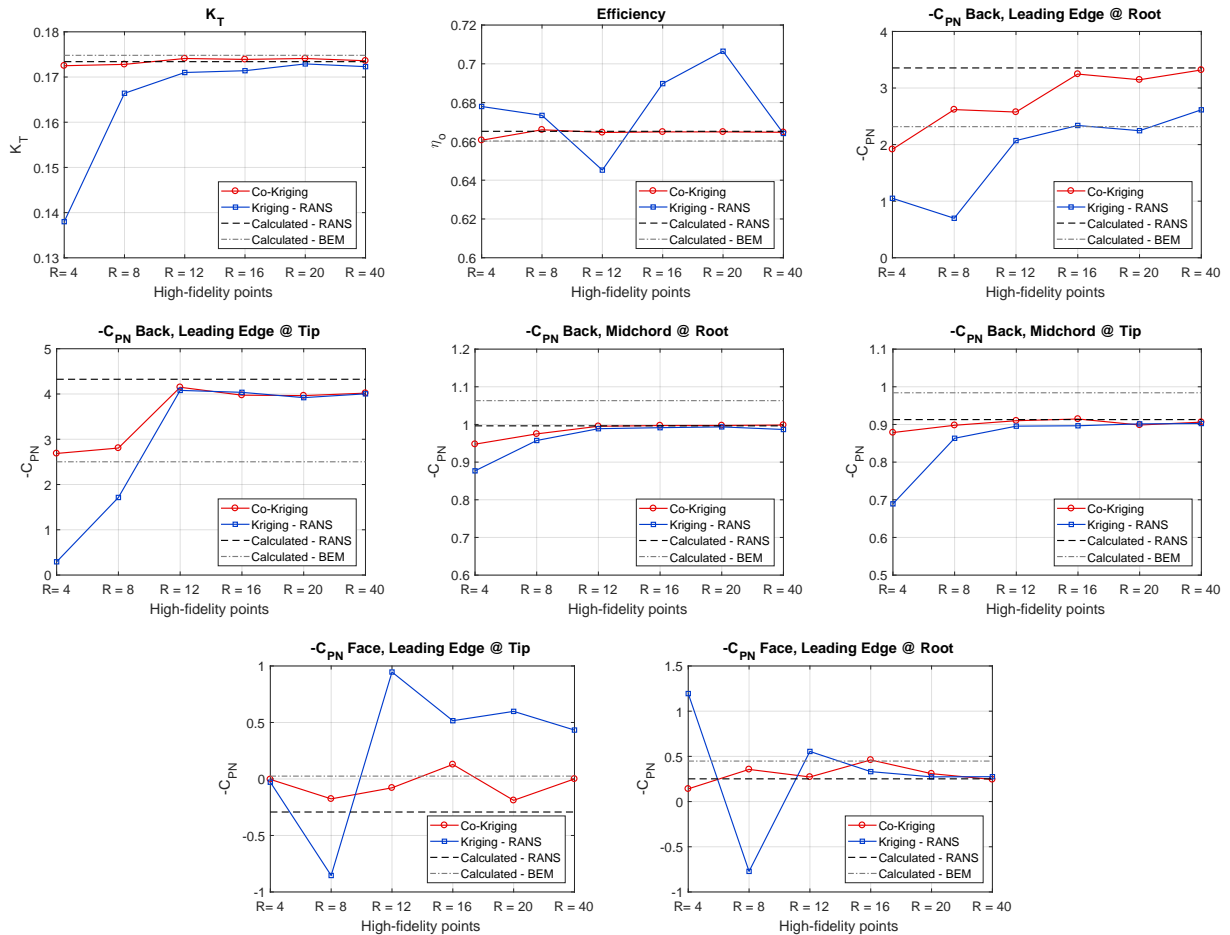 K_T
0.18
0.17
0.16
0.15
0.14
0.13
K_T
Co-Kriging
Kriging - RANS
Calculated - RANS
Calculated - BEM
R= 4 R = 8 R = 12 R = 16 R = 20 R = 40
High-fidelity points
Efficiency
0.72
0.7
0.68
0.66
0.64
0.62
0.6
η_o
Co-Kriging
Kriging - RANS
Calculated - RANS
Calculated - BEM
R= 4 R = 8 R = 12 R = 16 R = 20 R = 40
High-fidelity points
-C_PN Back, Leading Edge @ Root
4
3
2
1
0
-C_PN
Co-Kriging
Kriging - RANS
Calculated - RANS
Calculated - BEM
R= 4 R = 8 R = 12 R = 16 R = 20 R = 40
High-fidelity points
-C_PN Back, Leading Edge @ Tip
5
4
3
2
1
0
-C_PN
Co-Kriging
Kriging - RANS
Calculated - RANS
Calculated - BEM
R= 4 R = 8 R = 12 R = 16 R = 20 R = 40
High-fidelity points
-C_PN Back, Midchord @ Root
1.2
1.1
1
0.9
0.8
0.7
0.6
-C_PN
Co-Kriging
Kriging - RANS
Calculated - RANS
Calculated - BEM
R= 4 R = 8 R = 12 R = 16 R = 20 R = 40
High-fidelity points
-C_PN Back, Midchord @ Tip
1.1
1
0.9
0.8
0.7
0.6
0.5
-C_PN
Co-Kriging
Kriging - RANS
Calculated - RANS
Calculated - BEM
R= 4 R = 8 R = 12 R = 16 R = 20 R = 40
High-fidelity points
-C_PN Face, Leading Edge @ Tip
1
0.5
0
-0.5
-1
-C_PN
Co-Kriging
Kriging - RANS
Calculated - RANS
Calculated - BEM
R= 4 R = 8 R = 12 R = 16 R = 20 R = 40
High-fidelity points
-C_PN Face, Leading Edge @ Root
1.5
1
0.5
0
-0.5
-1
-C_PN
Co-Kriging
Kriging - RANS
Calculated - RANS
Calculated - BEM
R= 4 R = 8 R = 12 R = 16 R = 20 R = 40
High-fidelity points